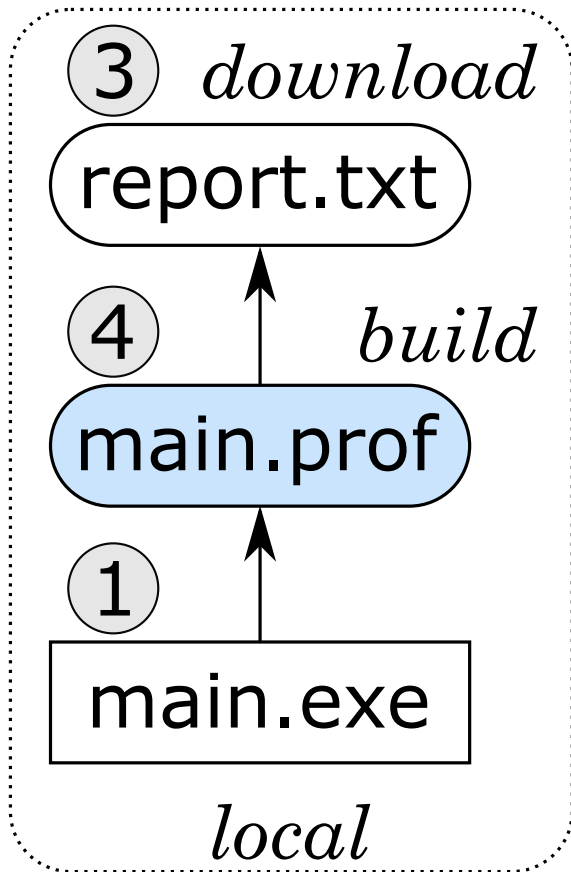 3 download
report.txt
4 build
main.prof
1
main.exe
local